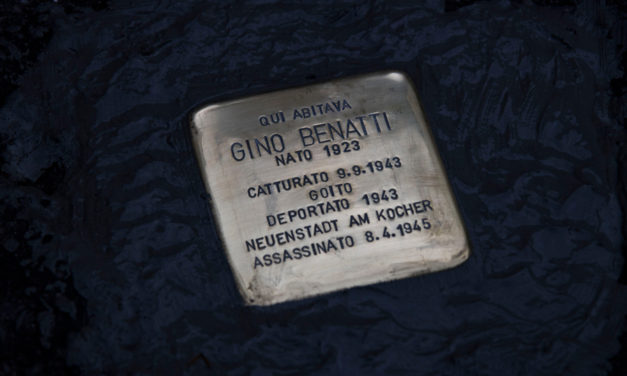 QUI ABITAVA
GINO BENATTI
NATO 1923
CATTURATO 9.9.1943
GOITO
DEPORTATO 1943
NEUENSTADT AM KOCHER
ASSASSINATO 8.4.1945